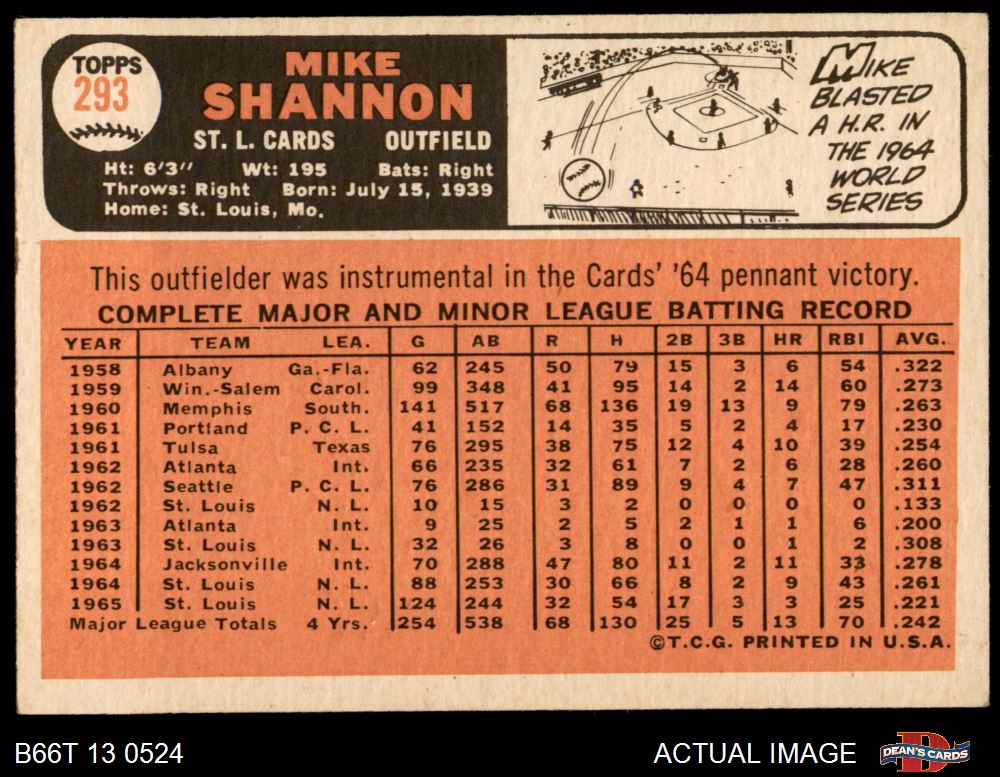 TOPPS
293
MIKE
SHANNON
ST. L. CARDS OUTFIELD
Ht: 6'3" Wt: 195 Bats: Right
Throws: Right Born: July 15, 1939
Home: St. Louis, Mo.
MIKE
BLASTED
A H.R. IN
THE 1964
WORLD
SERIES
This outfielder was instrumental in the Cards' '64 pennant victory.
COMPLETE MAJOR AND MINOR LEAGUE BATTING RECORD
YEAR TEAM LEA. G AB R H 2B 3B HR RBI AVG.
1958 Albany Ga.-Fla. 62 245 50 79 15 3 6 54 .322
1959 Win.-Salem Carol. 99 348 41 95 14 2 14 60 .273
1960 Memphis South. 141 517 68 136 19 13 9 79 .263
1961 Portland P. C. L. 41 152 14 35 5 2 4 17 .230
1961 Tulsa Texas 76 295 38 75 12 4 10 39 .254
1962 Atlanta Int. 66 235 32 61 7 2 6 28 .260
1962 Seattle P. C. L. 76 286 31 89 9 4 7 47 .311
1962 St. Louis N. L. 10 15 3 2 0 0 0 0 .133
1963 Atlanta Int. 9 25 2 5 2 1 1 6 .200
1963 St. Louis N. L. 32 26 3 8 0 0 1 2 .308
1964 Jacksonville Int. 70 288 47 80 11 2 11 33 .278
1964 St. Louis N. L. 88 253 30 66 8 2 9 43 .261
1965 St. Louis N. L. 124 244 32 54 17 3 3 25 .221
Major League Totals 4 Yrs. 254 538 68 130 25 5 13 70 .242
©T.C.G. PRINTED IN U.S.A.
B66T 13 0524 ACTUAL IMAGE DEAN'S CARDS